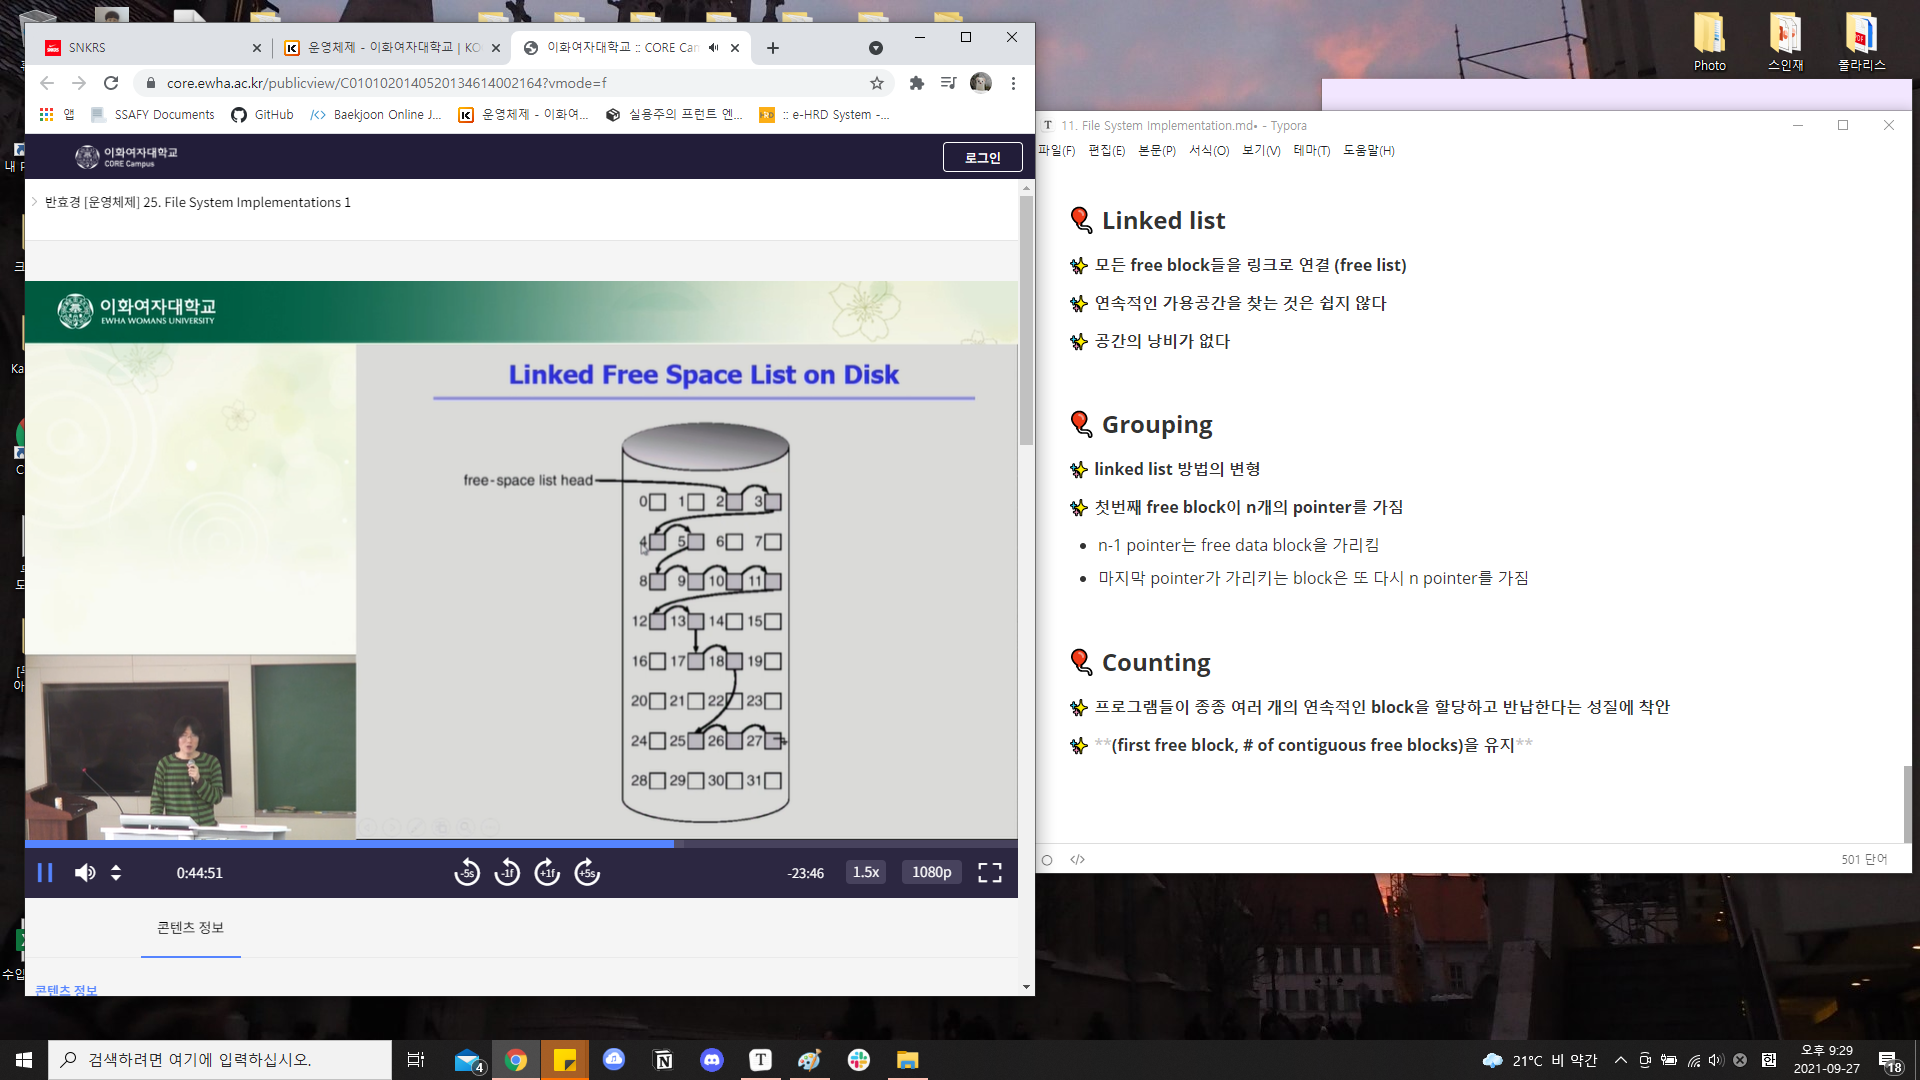 SNKRS
운영체제 - 이화여자대학교 | KO
이화여자대학교 :: CORE Can
core.ewha.ac.kr/publicview/C0101020140520134614002164?vmode=f
앱
SSAFY Documents
GitHub
Baekjoon Online J...
운영체제 - 이화여...
실용주의 프런트 엔...
:: e-HRD System -...
이화여자대학교
CORE Campus
로그인
반효경 [운영체제] 25. File System Implementations 1
이화여자대학교
EWHA WOMANS UNIVERSITY
Linked Free Space List on Disk
free-space list head
0 1 2 3
4 5 6 7
8 9 10 11
12 13 14 15
16 17 18 19
20 21 22 23
24 25 26 27
28 29 30 31
0:44:51
-5s
-1f
+1f
+5s
-23:46
1.5x
1080p
콘텐츠 정보
콘텐츠 정보
Photo
스인재
폴라리스
11. File System Implementation.md• - Typora
파일(F) 편집(E) 본문(P) 서식(O) 보기(V) 테마(T) 도움말(H)
Linked list
모든 free block들을 링크로 연결 (free list)
연속적인 가용공간을 찾는 것은 쉽지 않다
공간의 낭비가 없다
Grouping
linked list 방법의 변형
첫번째 free block이 n개의 pointer를 가짐
n-1 pointer는 free data block을 가리킴
마지막 pointer가 가리키는 block은 또 다시 n pointer를 가짐
Counting
프로그램들이 종종 여러 개의 연속적인 block을 할당하고 반납한다는 성질에 착안
**(first free block, # of contiguous free blocks)을 유지**
501 단어
검색하려면 여기에 입력하십시오.
4
21°C 비 약간
한
오후 9:29
2021-09-27
18